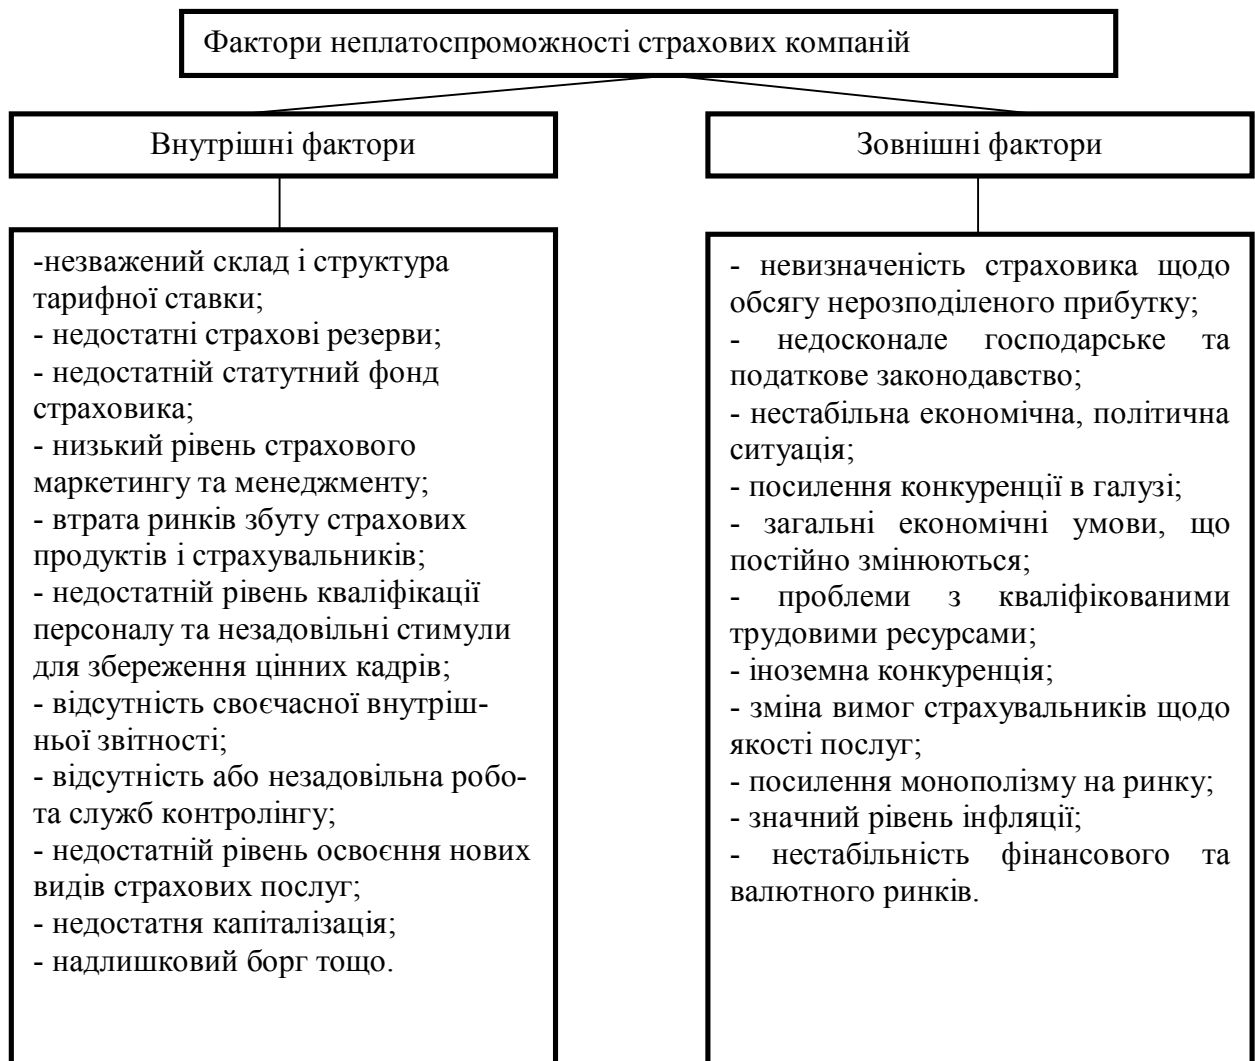 Фактори неплатоспроможності страхових компаній
Внутрішні фактори
Зовнішні фактори
-незважений склад і структура
тарифної ставки;
- недостатні страхові резерви;
- недостатній статутний фонд
страховика;
- низький рівень страхового
маркетингу та менеджменту;
- втрата ринків збуту страхових
продуктів і страхувальників;
- недостатній рівень кваліфікації
персоналу та незадовільні стимули
для збереження цінних кадрів;
- відсутність своєчасної внутріш-
ньої звітності;
- відсутність або незадовільна робо-
та служб контролінгу;
- недостатній рівень освоєння нових
видів страхових послуг;
- недостатня капіталізація;
- надлишковий борг тощо.
- невизначеність страховика щодо
обсягу нерозподіленого прибутку;
- недосконале господарське та
податкове законодавство;
- нестабільна економічна, політична
ситуація;
- посилення конкуренції в галузі;
- загальні економічні умови, що
постійно змінюються;
- проблеми з кваліфікованими
трудовими ресурсами;
- іноземна конкуренція;
- зміна вимог страхувальників щодо
якості послуг;
- посилення монополізму на ринку;
- значний рівень інфляції;
- нестабільність фінансового та
валютного ринків.